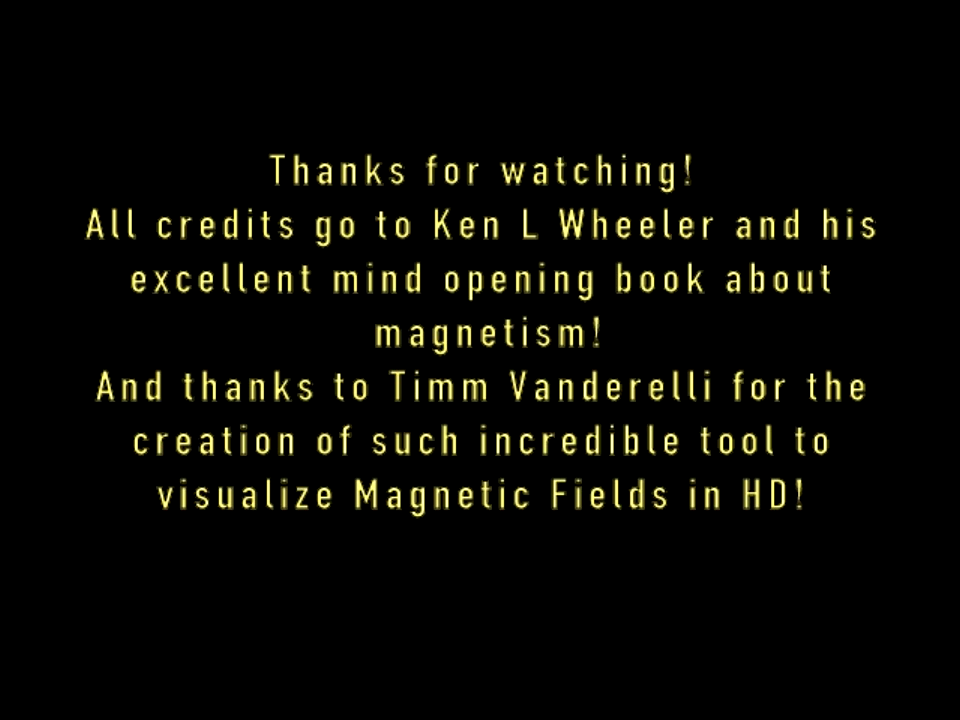 Thanks for watching!
All credits go to Ken L Wheeler and his
excellent mind opening book about
magnetism!
And thanks to Timm Vanderelli for the
creation of such incredible tool to
visualize Magnetic Fields in HD!